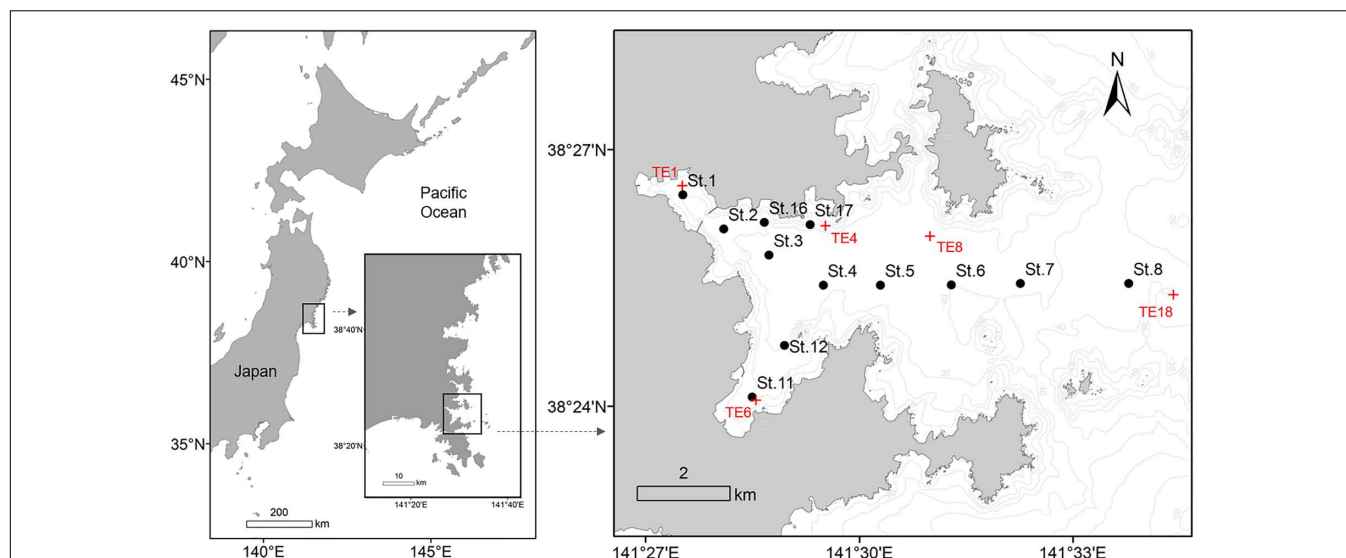 45°N
40°N
35°N
140°E
145°E
Pacific
Ocean
Japan
200
km
38°40'N
38°20'N
141°20'E
141°40'E
10
km
N
38°27'N
38°24'N
141°27'E
141°30'E
141°33'E
TE1
St.1
St.2
St.16
St.17
TE4
St.3
TE8
St.4
St.5
St.6
St.7
St.8
TE18
St.12
St.11
TE6
2
km